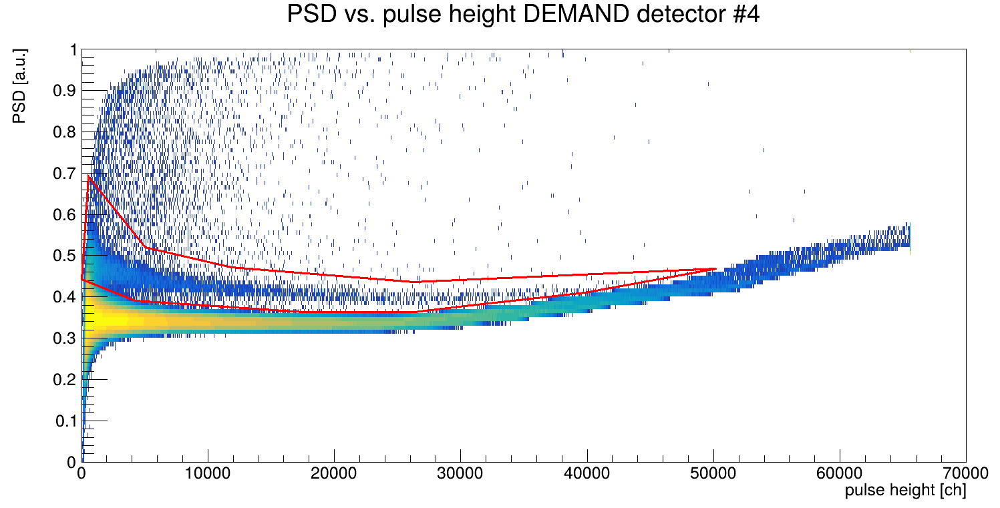 PSD vs. pulse height DEMAND detector #4
PSD [a.u.]
1
0.9
0.8
0.7
0.6
0.5
0.4
0.3
0.2
0.1
0
0 10000 20000 30000 40000 50000 60000 70000
pulse height [ch]